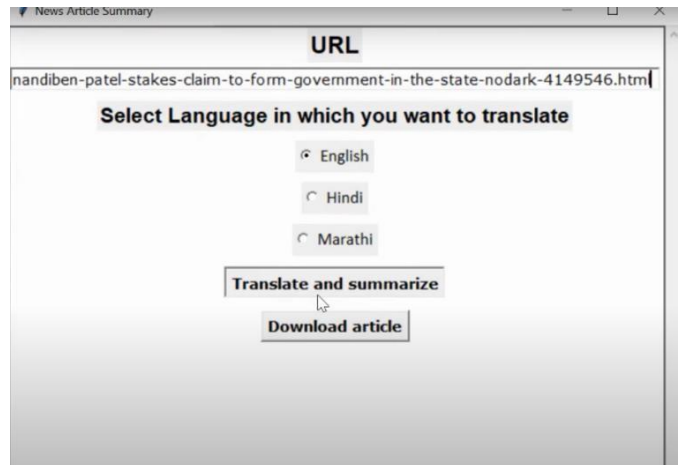 News Article Summary
URL
nandiben-patel-stakes-claim-to-form-government-in-the-state-nodark-4149546.html
Select Language in which you want to translate
English
Hindi
Marathi
Translate and summarize
Download article